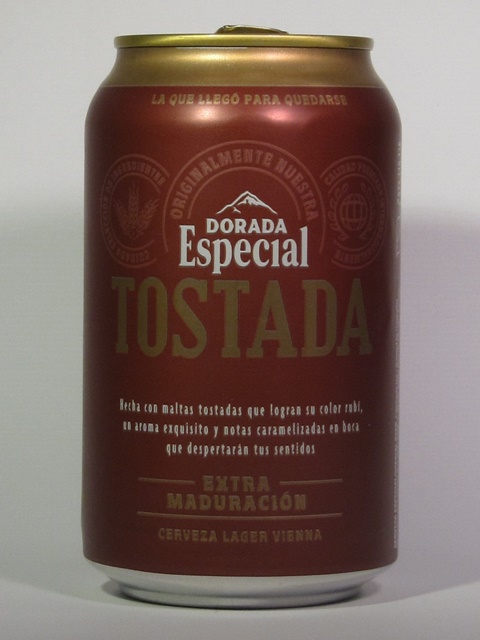 LA QUE LLEGÓ PARA QUEDARSE
ORIGINALMENTE NUESTRA
DORADA
Especial
TOSTADA
Hecha con maltas tostadas que logran su color rubí,
un aroma exquisito y notas caramelizadas en boca
que despertarán tus sentidos
EXTRA
MADURACIÓN
CERVEZA LAGER VIENNA